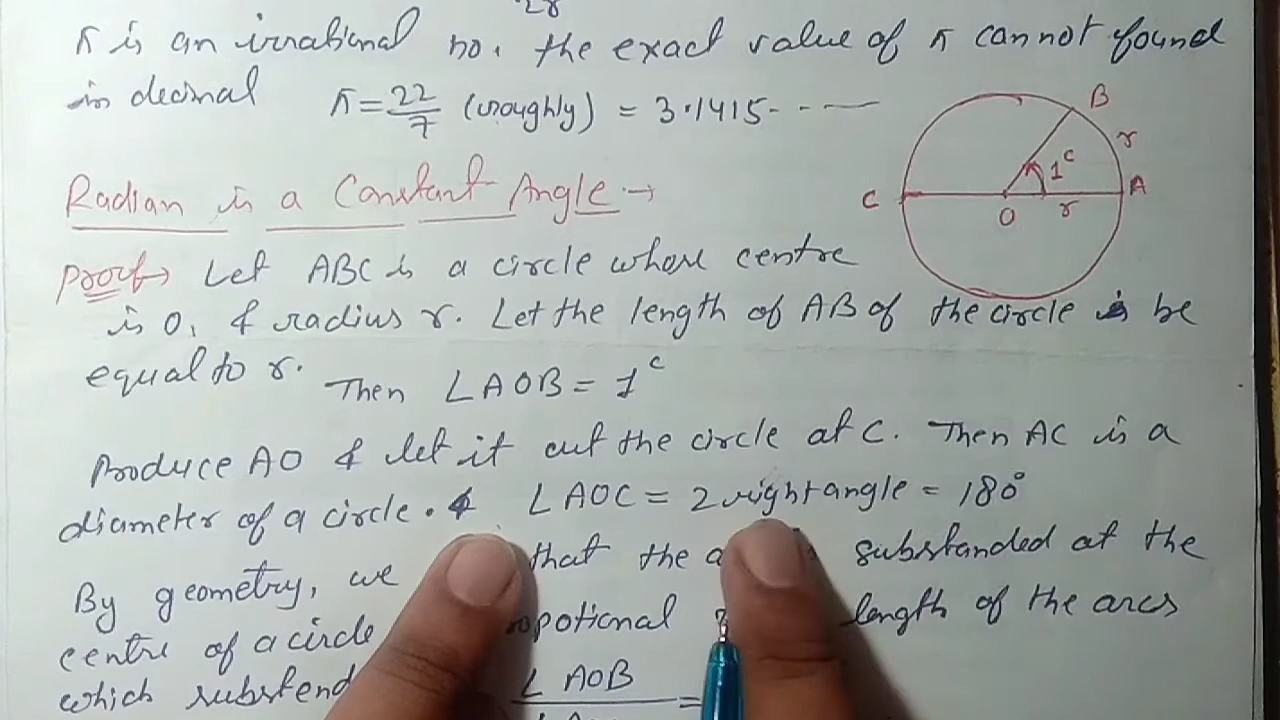 2r
π is an irrational no. the exact value of π cannot found
in decimal π = 22/7 (roughly) = 3.1415- - - —
B
r
1ᶜ
C
A
O
r
Radian is a Constant Angle :→
Proof→ Let ABC is a circle whose centre
is O, & radius r. Let the length of AB of the circle is be
equal to r. Then ∠AOB = 1ᶜ
Produce AO & let it cut the circle at C. Then AC is a
diameter of a circle. & ∠AOC = 2 right angle = 180°
By geometry, we that the substanded at the
centre of a circle length of the arcs
which substend ∠AOB =